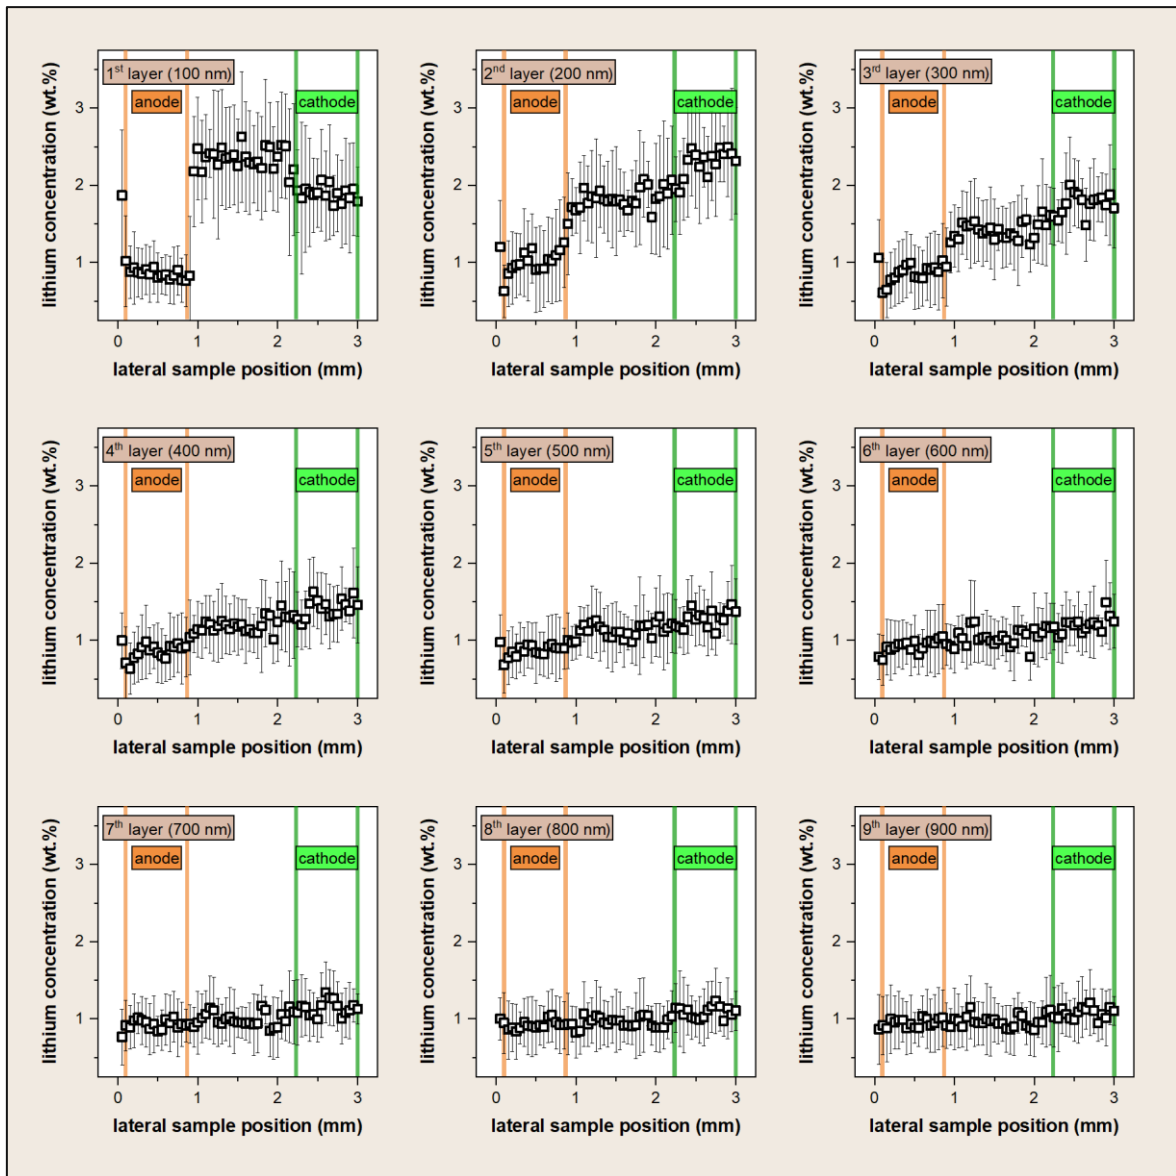 1st layer (100 nm)
anode
cathode
lithium concentration (wt.%)
3
2
1
0 1 2 3
lateral sample position (mm)
2nd layer (200 nm)
anode
cathode
lithium concentration (wt.%)
3
2
1
0 1 2 3
lateral sample position (mm)
3rd layer (300 nm)
anode
cathode
lithium concentration (wt.%)
3
2
1
0 1 2 3
lateral sample position (mm)
4th layer (400 nm)
anode
cathode
lithium concentration (wt.%)
3
2
1
0 1 2 3
lateral sample position (mm)
5th layer (500 nm)
anode
cathode
lithium concentration (wt.%)
3
2
1
0 1 2 3
lateral sample position (mm)
6th layer (600 nm)
anode
cathode
lithium concentration (wt.%)
3
2
1
0 1 2 3
lateral sample position (mm)
7th layer (700 nm)
anode
cathode
lithium concentration (wt.%)
3
2
1
0 1 2 3
lateral sample position (mm)
8th layer (800 nm)
anode
cathode
lithium concentration (wt.%)
3
2
1
0 1 2 3
lateral sample position (mm)
9th layer (900 nm)
anode
cathode
lithium concentration (wt.%)
3
2
1
0 1 2 3
lateral sample position (mm)